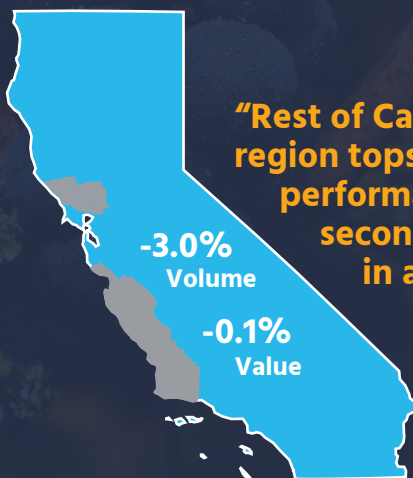 “Rest of Ca
region tops
perform
secon
in a
-3.0%
Volume
-0.1%
Value